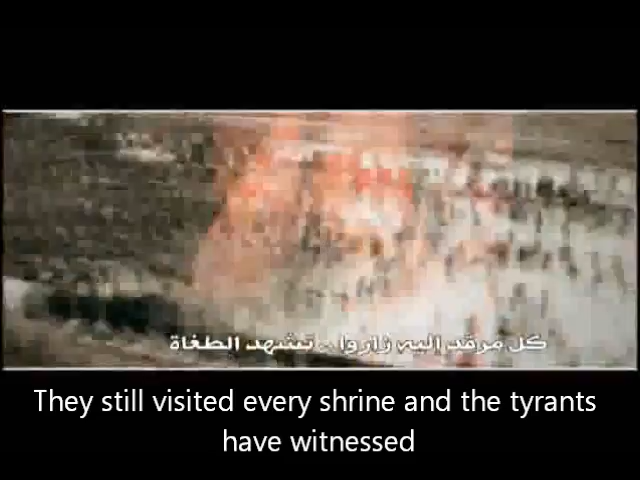 كل مرقد اليه زاروا .. تشهد الطغاة
They still visited every shrine and the tyrants
have witnessed